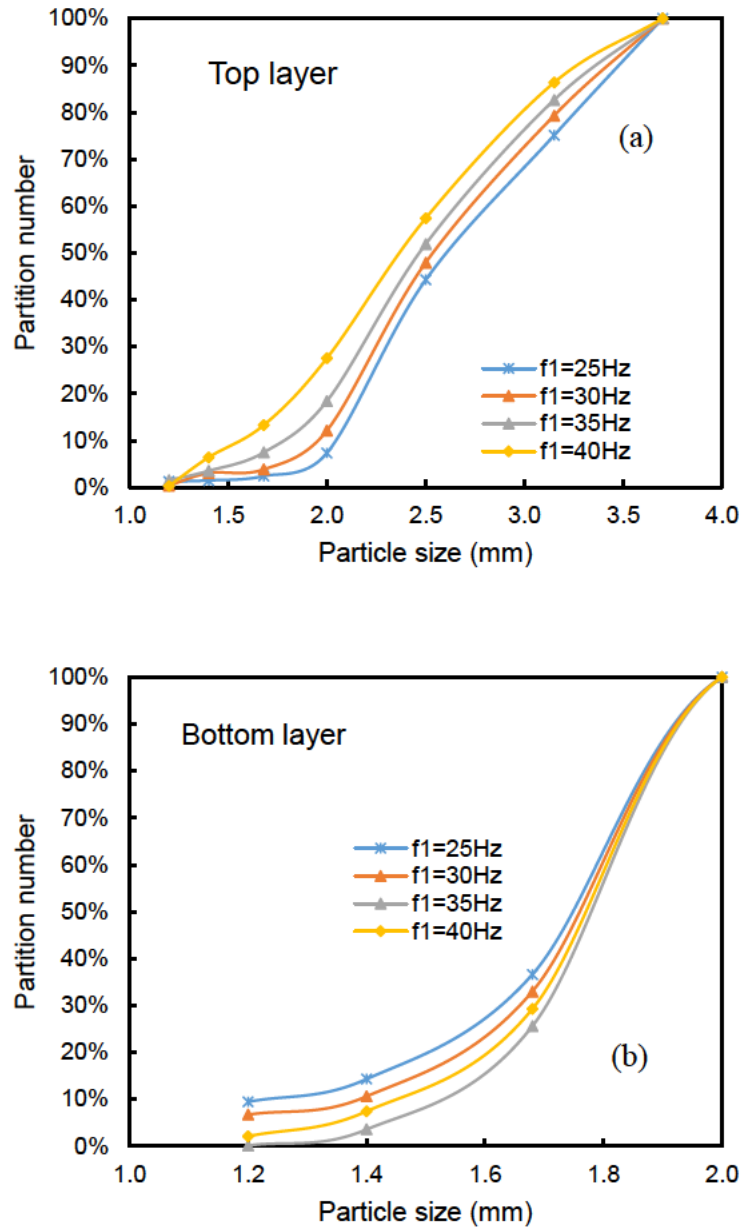 100%
90%
80%
70%
60%
50%
40%
30%
20%
10%
0%
Partition number
Top layer
(a)
f1=25Hz
f1=30Hz
f1=35Hz
f1=40Hz
1.0 1.5 2.0 2.5 3.0 3.5 4.0
Particle size (mm)
100%
90%
80%
70%
60%
50%
40%
30%
20%
10%
0%
Partition number
Bottom layer
f1=25Hz
f1=30Hz
f1=35Hz
f1=40Hz
(b)
1.0 1.2 1.4 1.6 1.8 2.0
Particle size (mm)